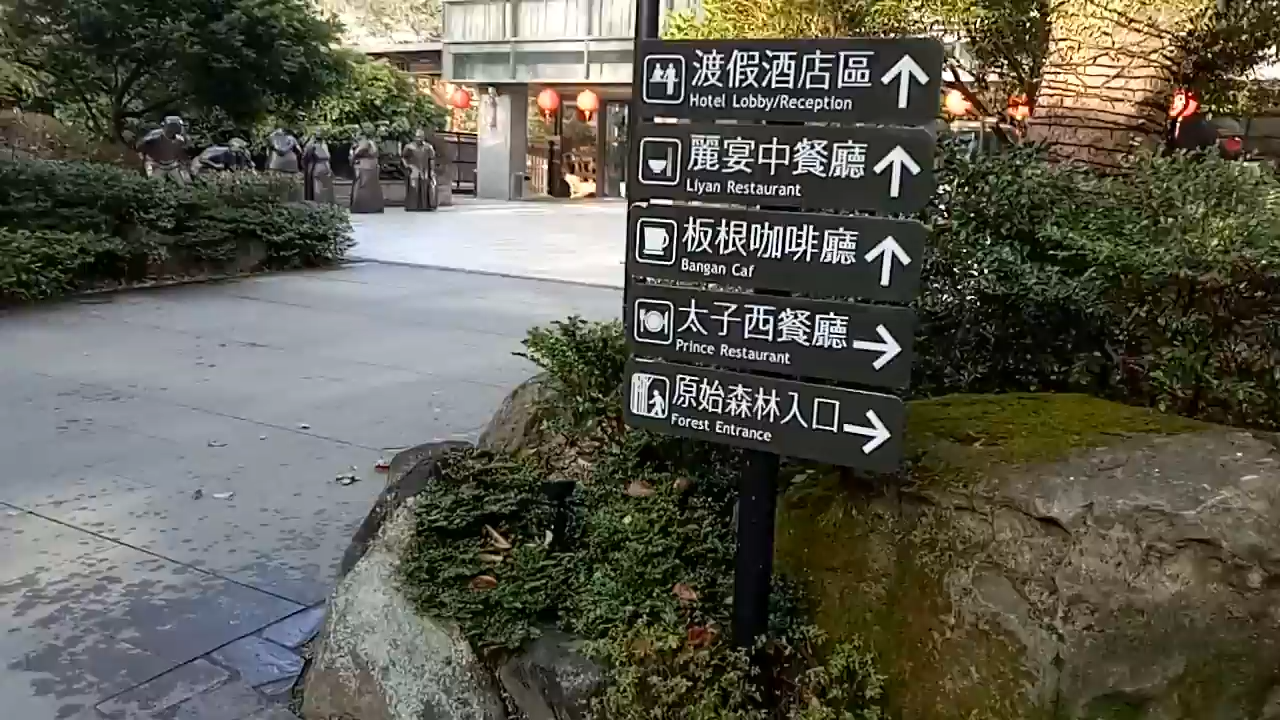 渡假酒店區
Hotel Lobby/Reception
麗宴中餐廳
Liyan Restaurant
板根咖啡廳
Bangan Caf
太子西餐廳
Prince Restaurant
原始森林入口
Forest Entrance